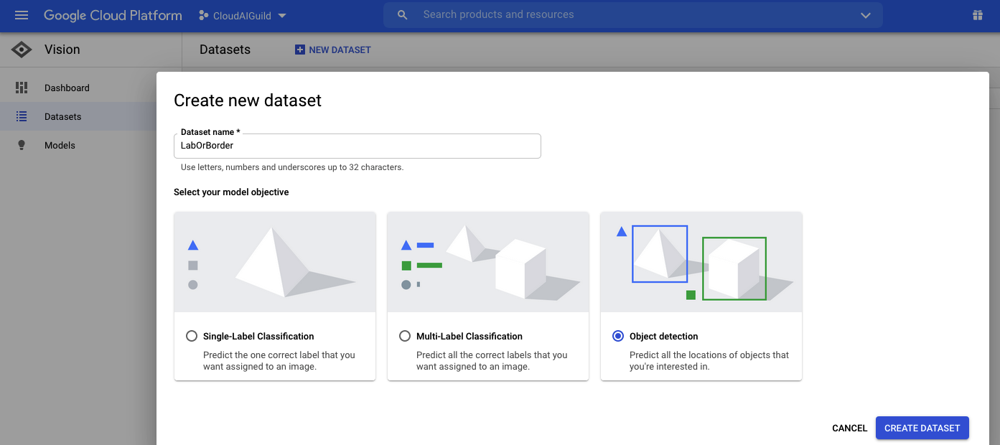 Google Cloud Platform
CloudAIGuild
Search products and resources
Vision
Datasets
NEW DATASET
Dashboard
Datasets
Models
Create new dataset
Dataset name *
LabOrBorder
Use letters, numbers and underscores up to 32 characters.
Select your model objective
Single-Label Classification
Predict the one correct label that you
want assigned to an image.
Multi-Label Classification
Predict all the correct labels that you
want assigned to an image.
Object detection
Predict all the locations of objects that
you're interested in.
CANCEL
CREATE DATASET